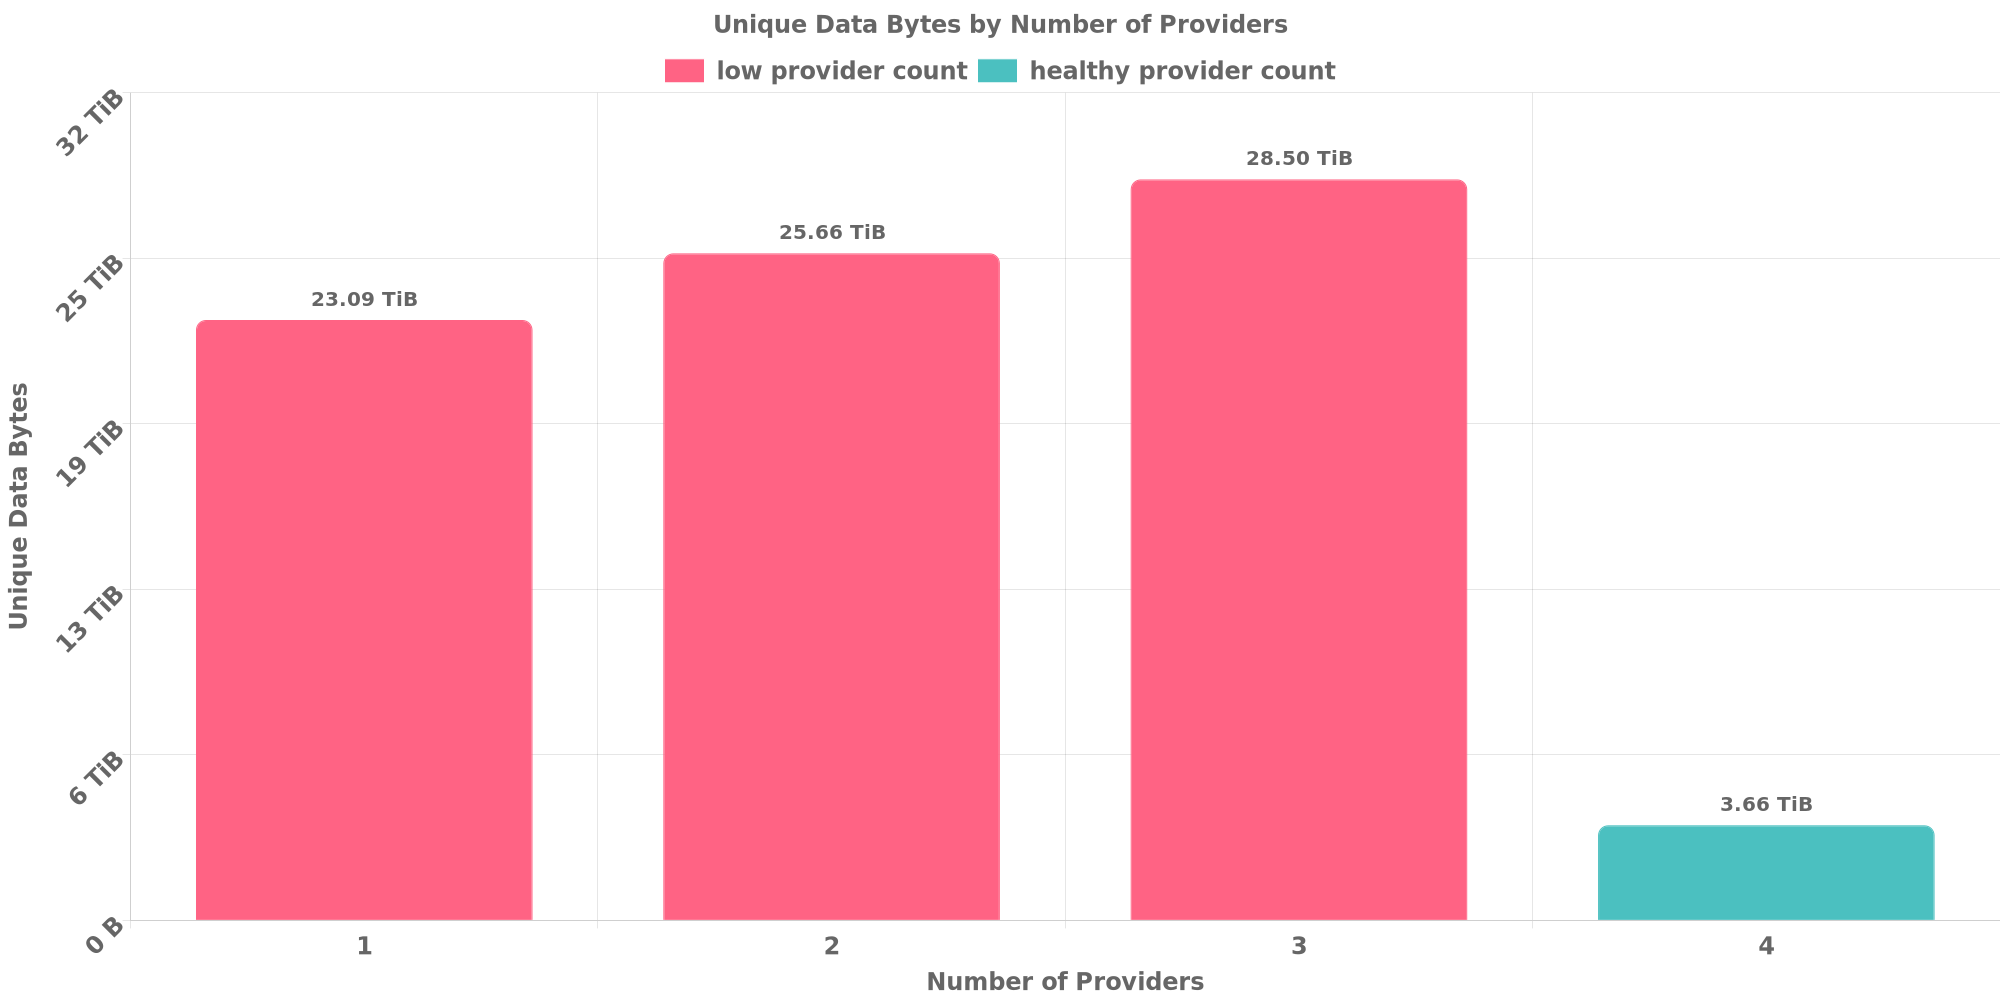 Unique Data Bytes by Number of Providers
low provider count healthy provider count
32 TiB
25 TiB
19 TiB
13 TiB
6 TiB
0 B
Unique Data Bytes
23.09 TiB
25.66 TiB
28.50 TiB
3.66 TiB
1 2 3 4
Number of Providers